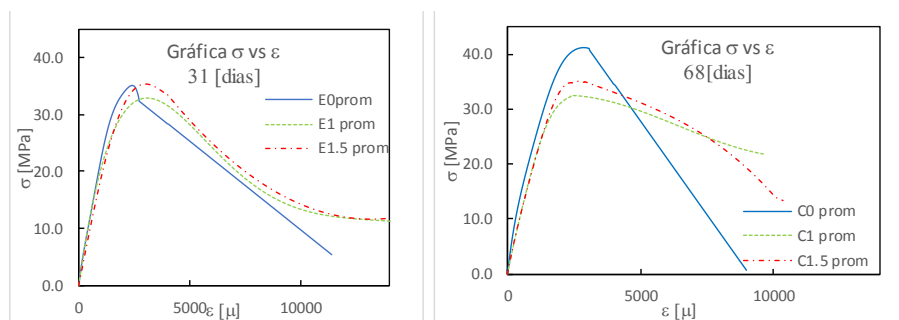 Gráfica σ vs ε
31 [dias]
40.0
30.0
20.0
10.0
0.0
σ [MPa]
E0prom
E1 prom
E1.5 prom
0
5000
10000
ε [μ]
Gráfica σ vs ε
68[dias]
40.0
30.0
20.0
10.0
0.0
σ [MPa]
C0 prom
C1 prom
C1.5 prom
0
5000
10000
ε [μ]